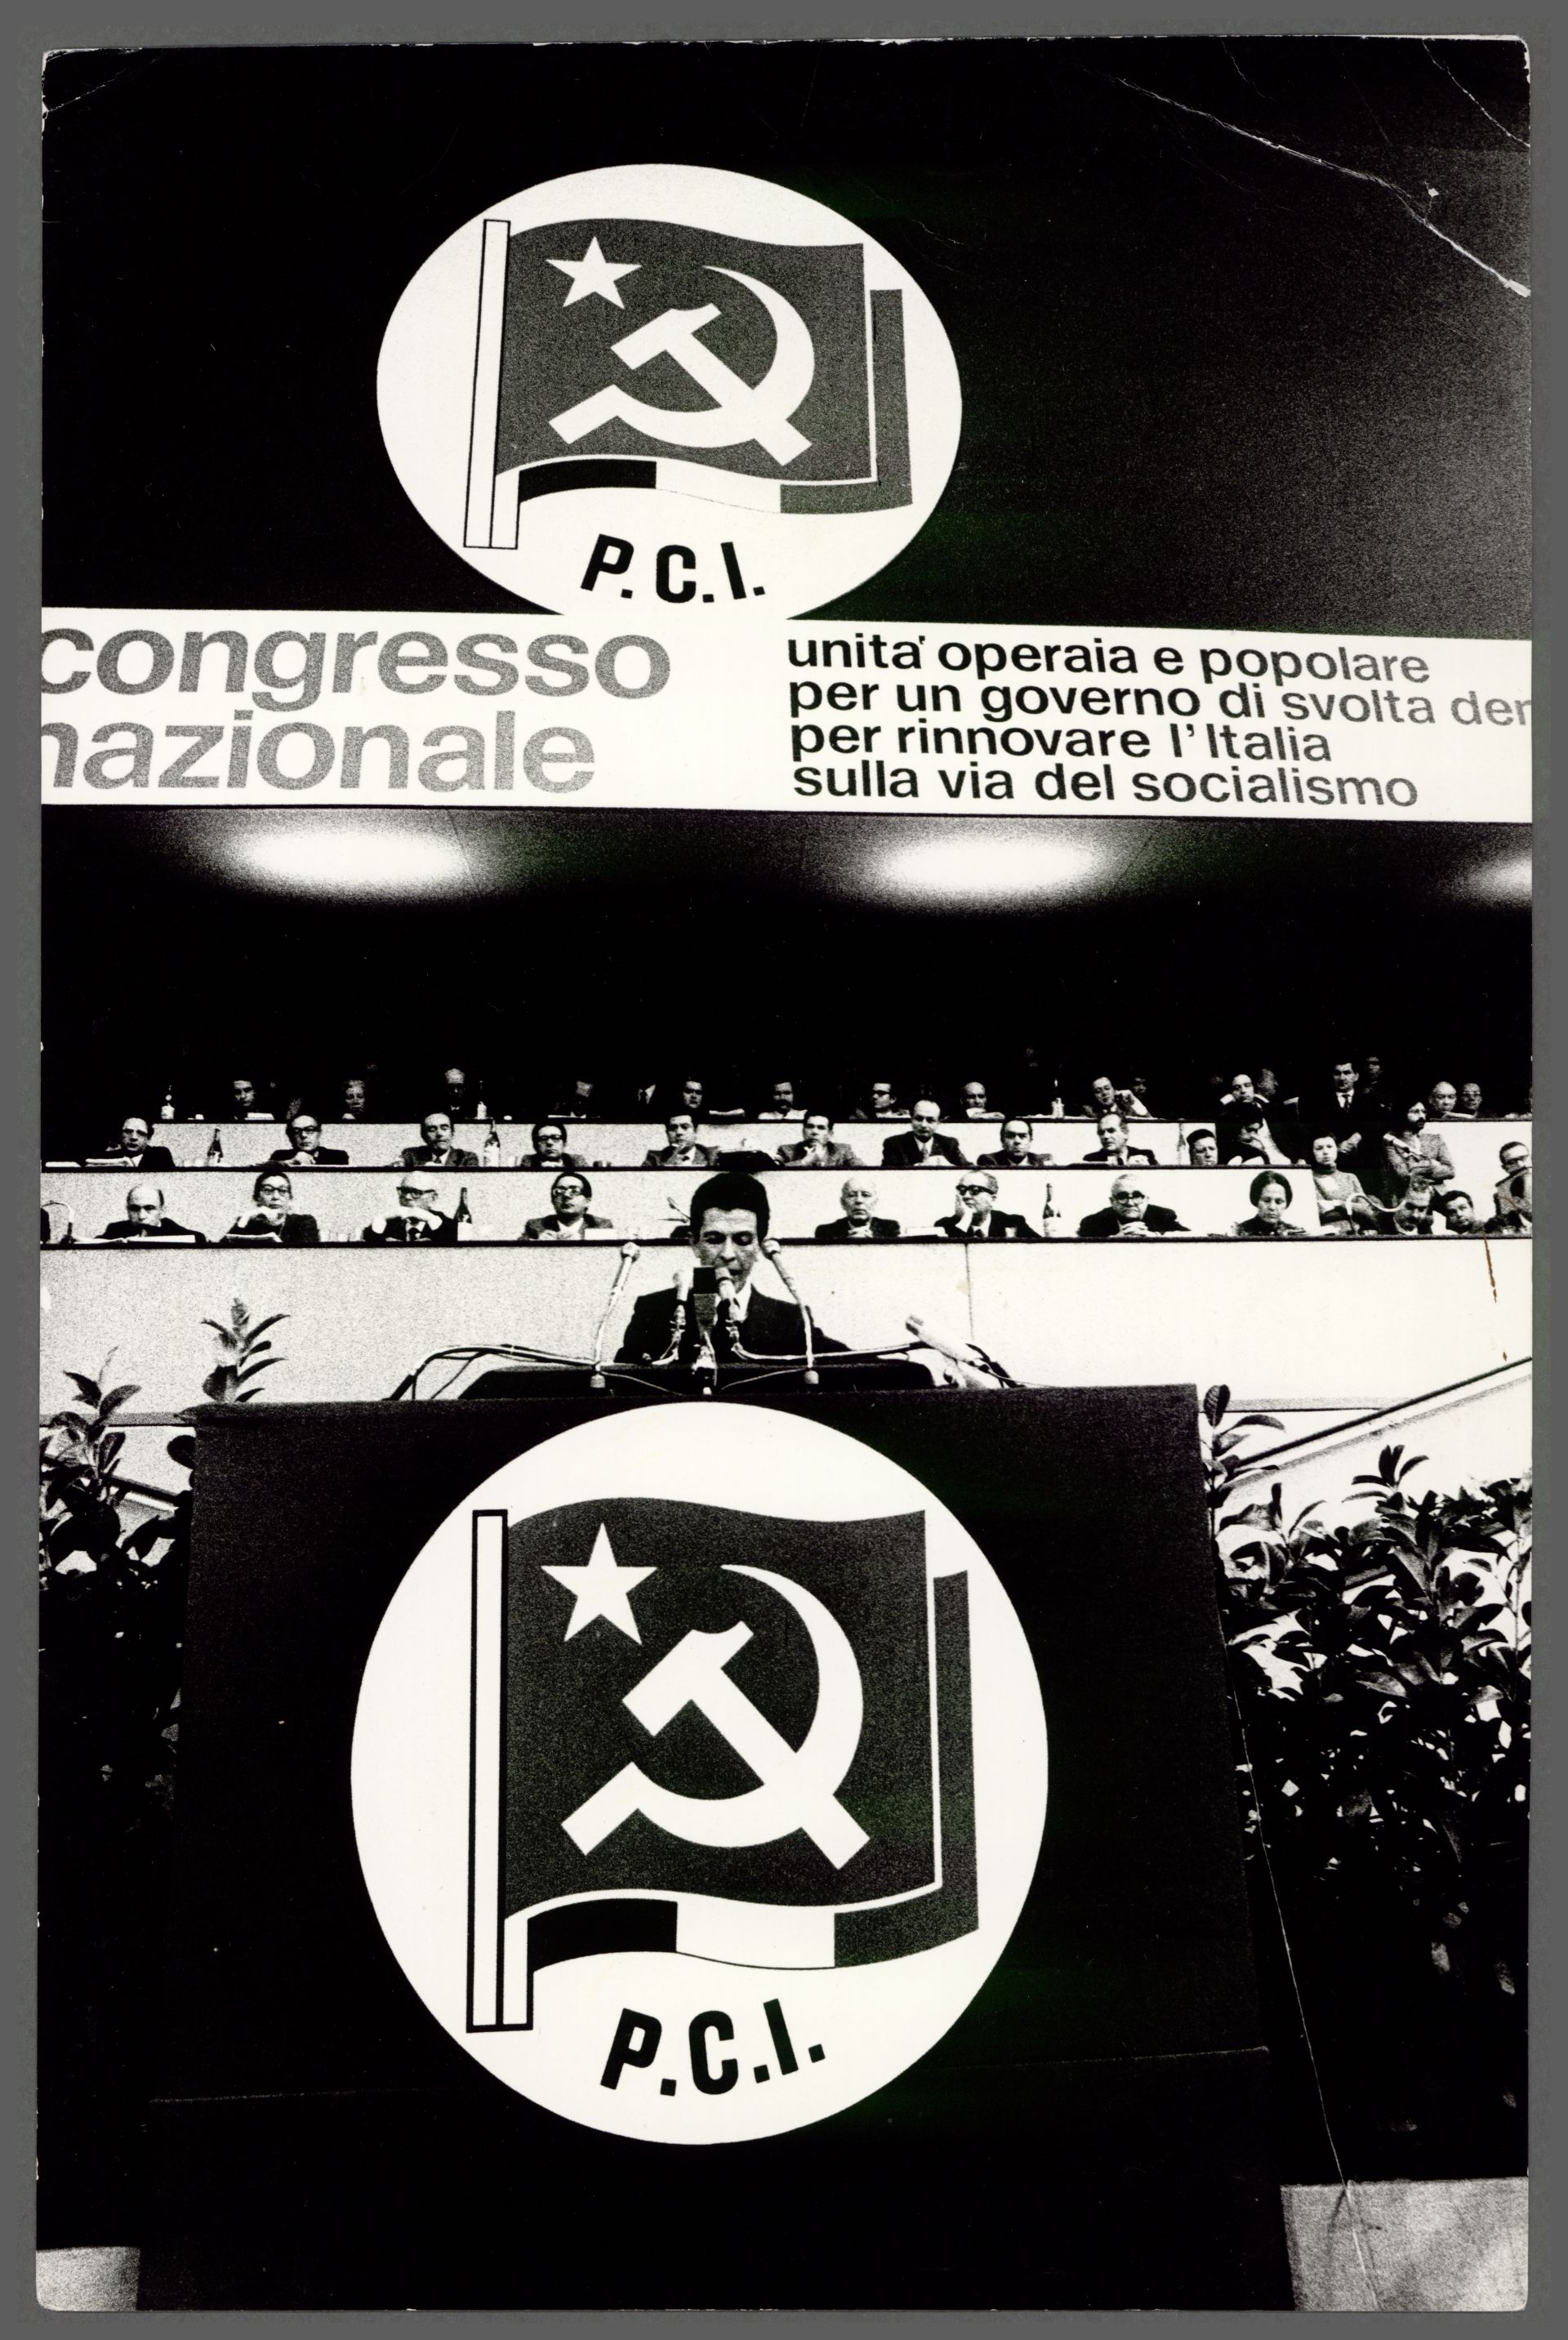 P.C.I.
congresso
nazionale
unita' operaia e popolare
per un governo di svolta
per rinnovare l'Italia
sulla via del socialismo
P.C.I.